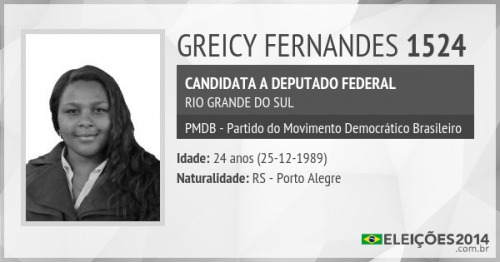 GREICY FERNANDES 1524
CANDIDATA A DEPUTADO FEDERAL
RIO GRANDE DO SUL
PMDB - Partido do Movimento Democrático Brasileiro
Idade: 24 anos (25-12-1989)
Naturalidade: RS - Porto Alegre
ELEIÇÕES2014
.com.br